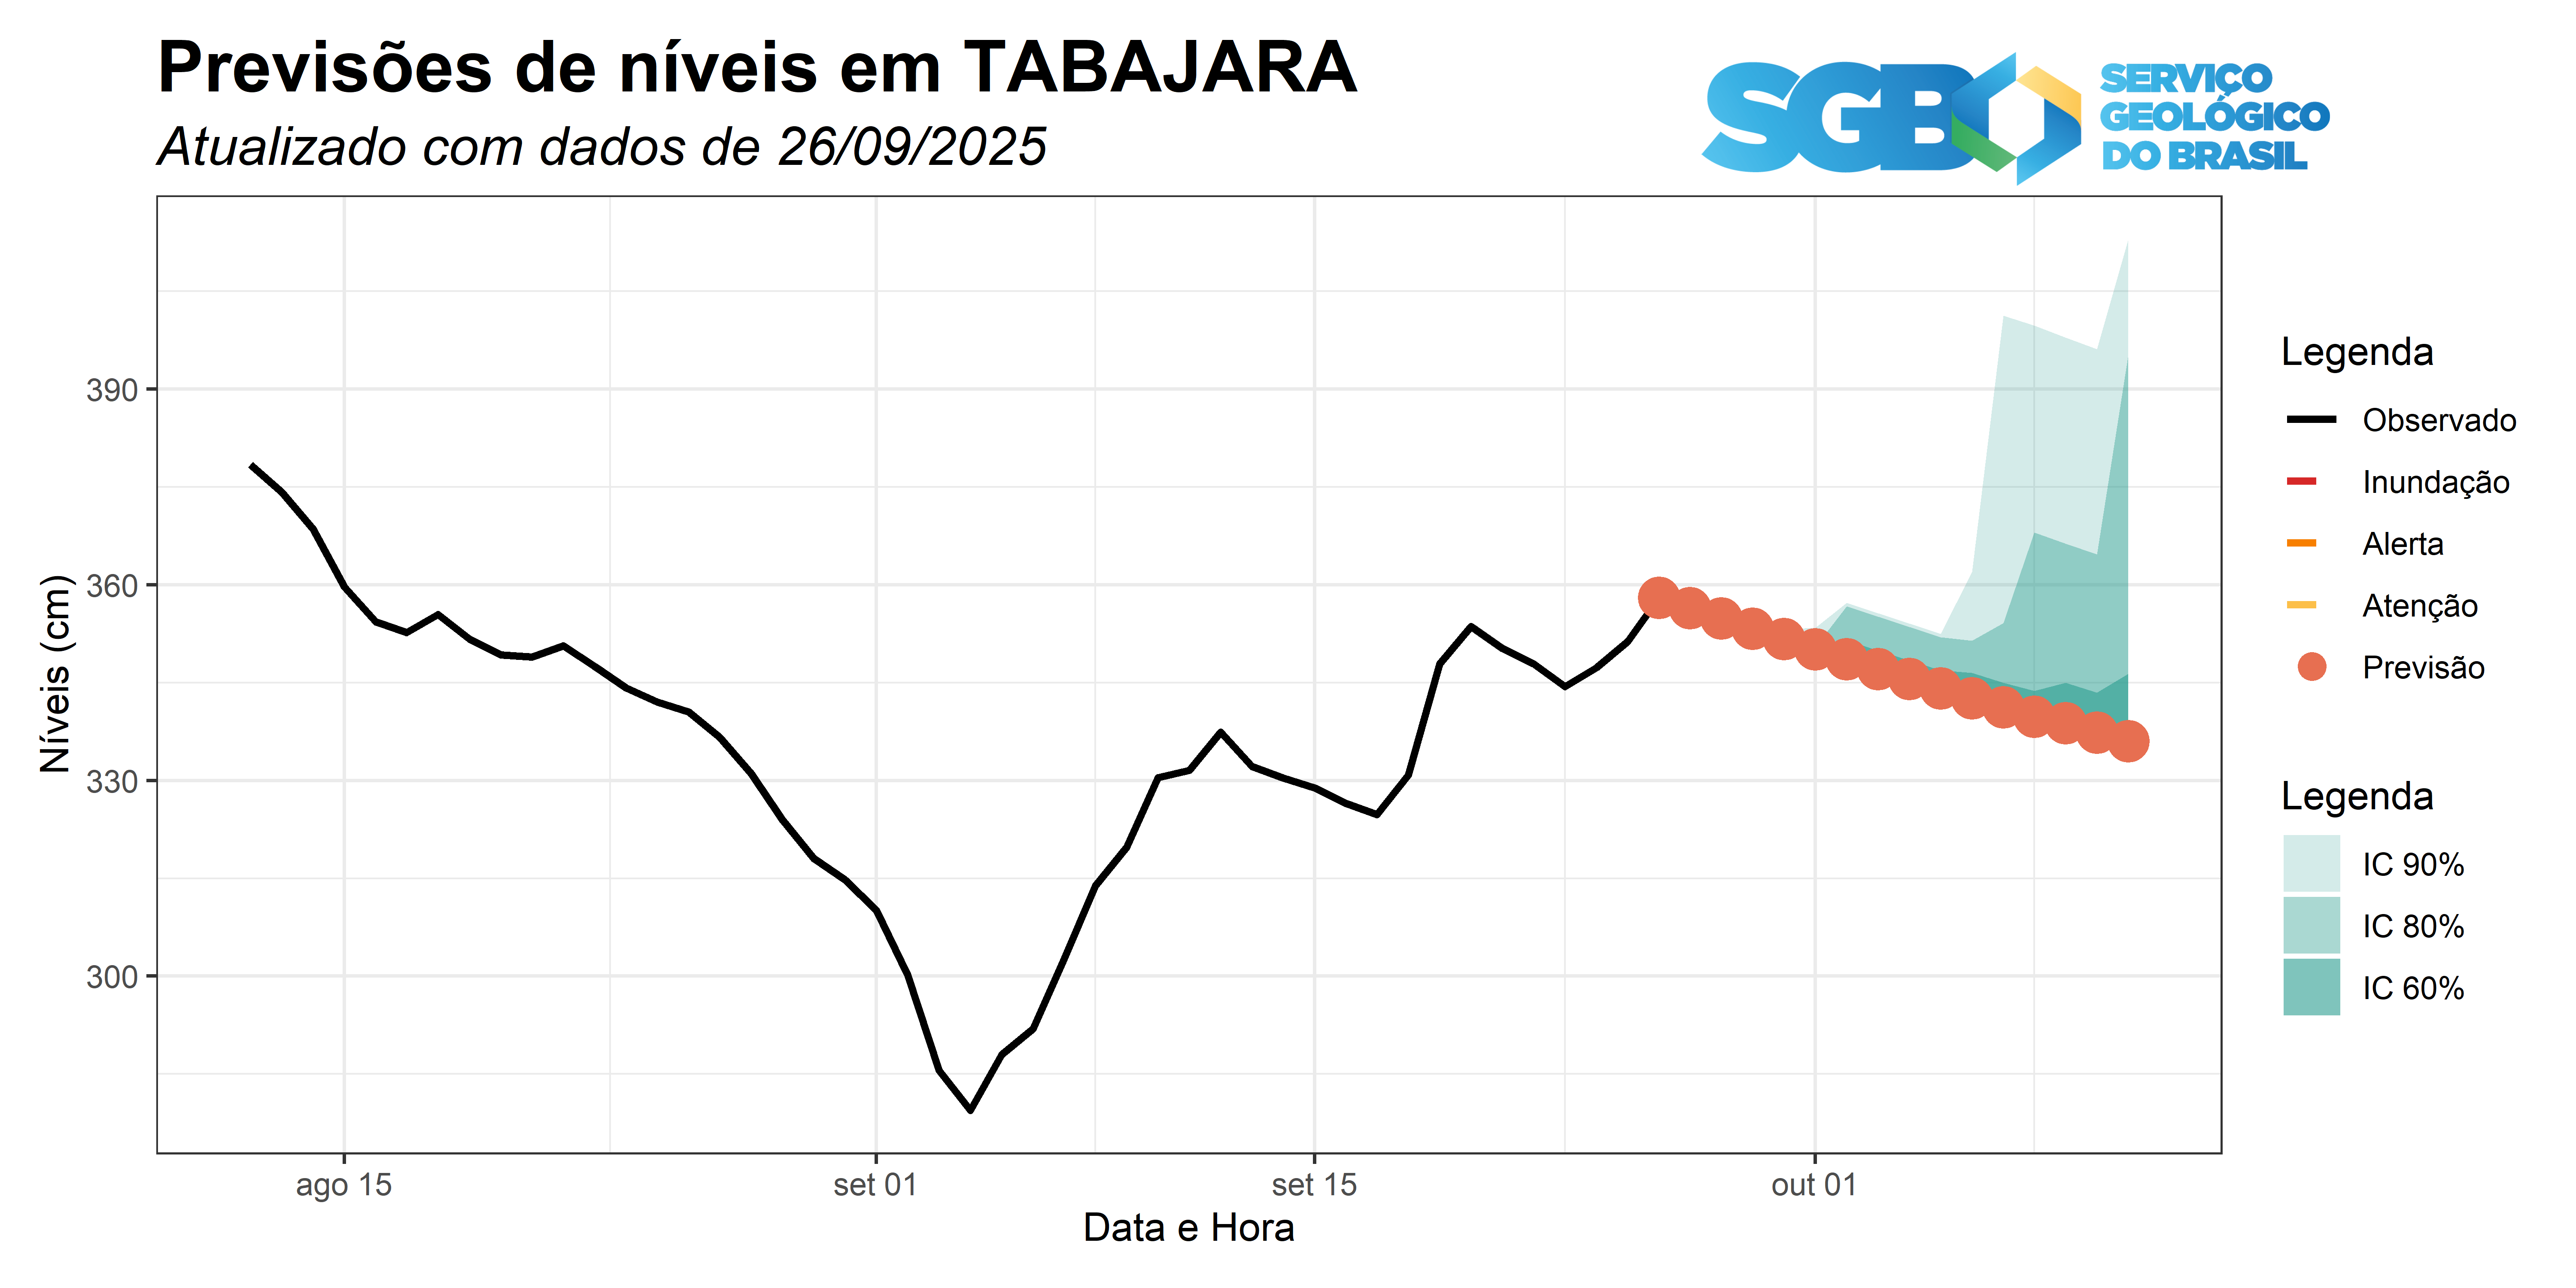 Previsões de níveis em TABAJARA
Atualizado com dados de 26/09/2025
SGB
SERVIÇO
GEOLÓGICO
DO BRASIL
390
360
330
300
Níveis (cm)
ago 15
set 01
set 15
out 01
Data e Hora
Legenda
Observado
Inundação
Alerta
Atenção
Previsão
Legenda
IC 90%
IC 80%
IC 60%